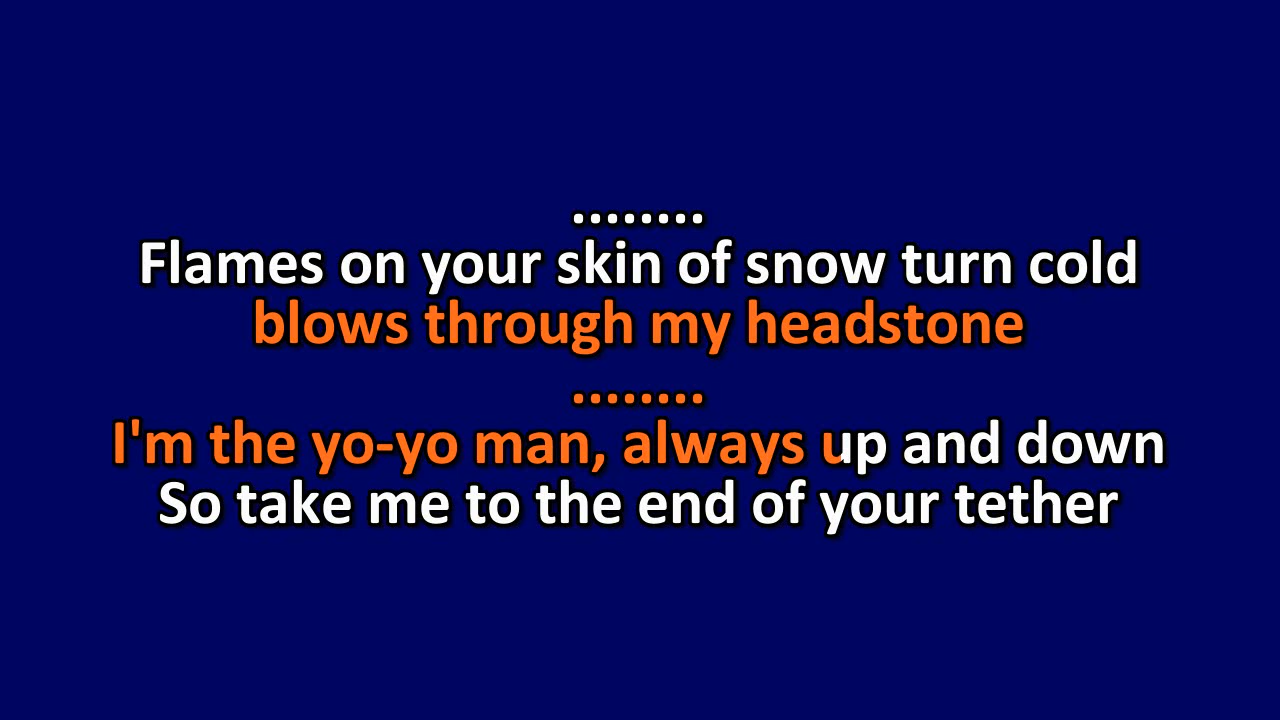 ........
Flames on your skin of snow turn cold
blows through my headstone
........
I'm the yo-yo man, always up and down
So take me to the end of your tether